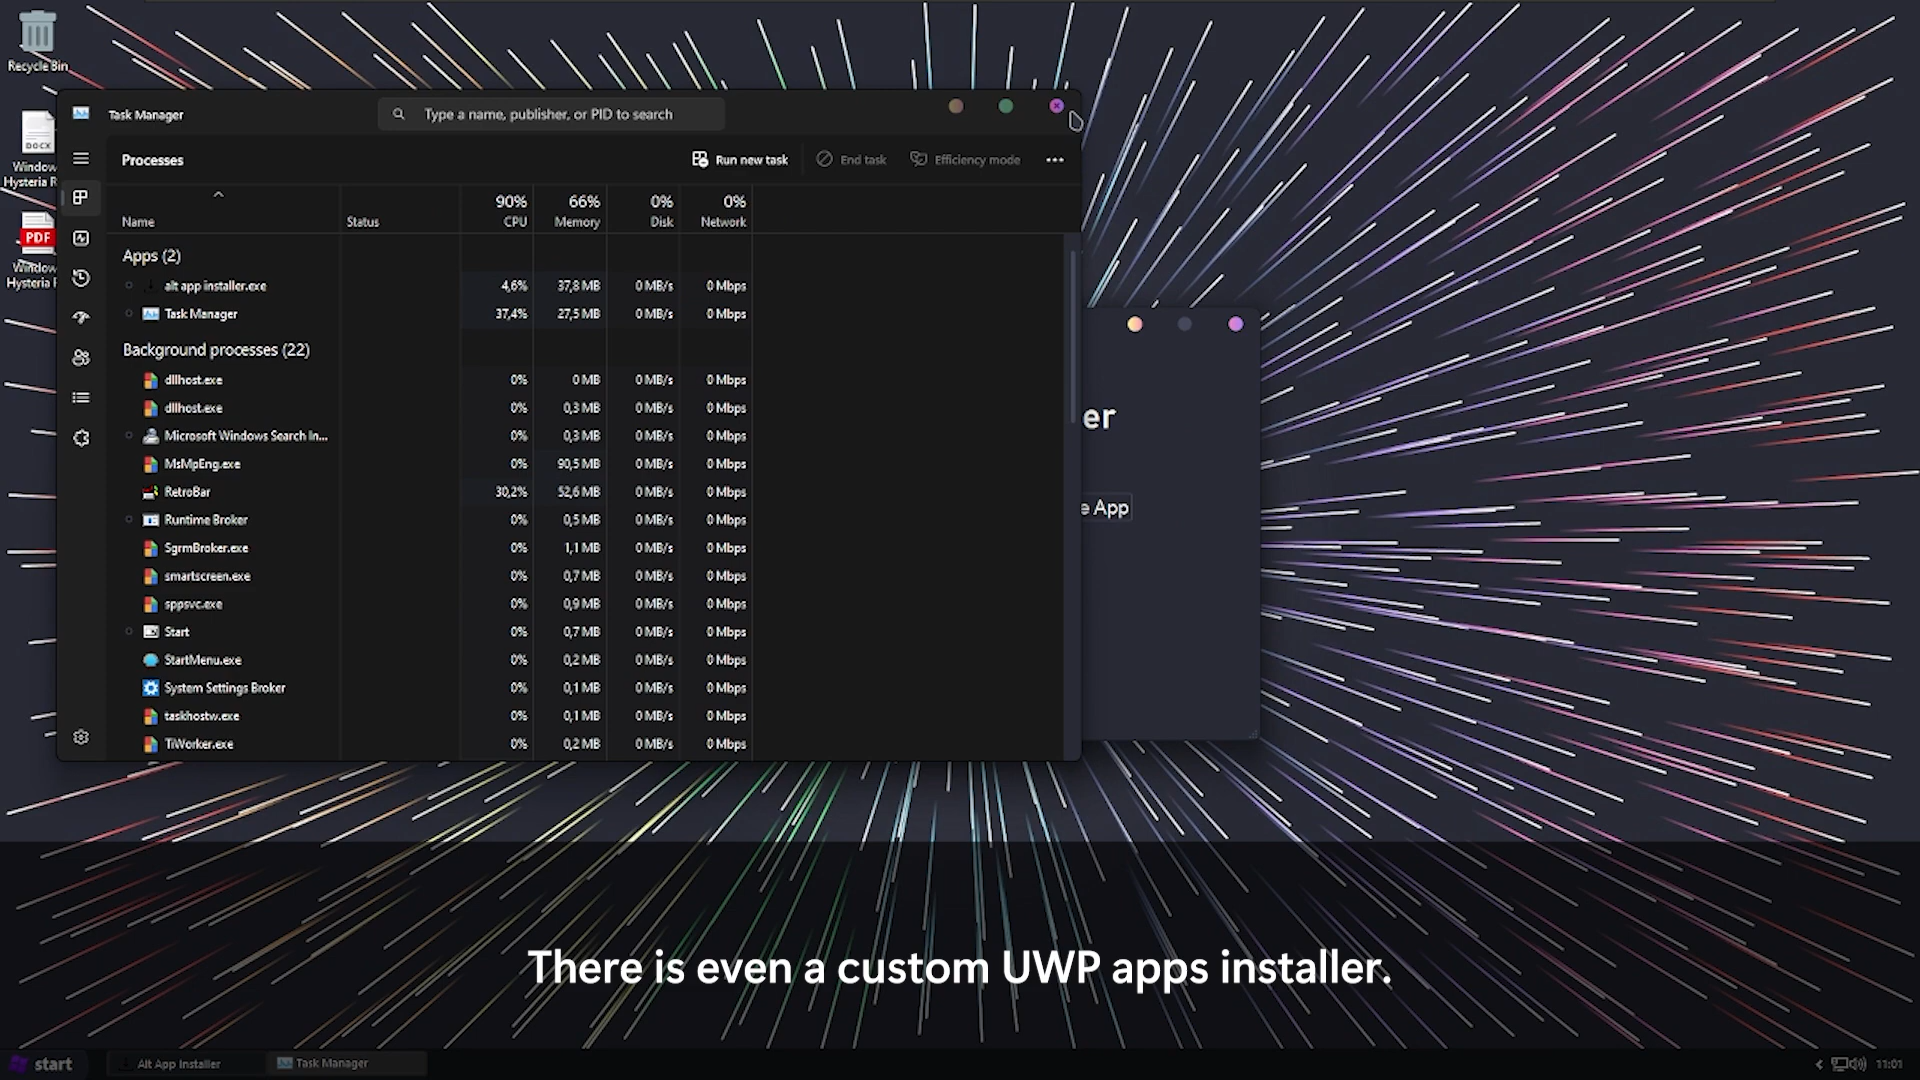 Recycle Bin
DOCX
Window
Hysteria R
PDF
Window
Hysteria R
Task Manager
Type a name, publisher, or PID to search
Processes
Run new task
End task
Efficiency mode
Name
Status
90%
CPU
66%
Memory
0%
Disk
0%
Network
Apps (2)
alt app installer.exe 4,6% 37,8 MB 0 MB/s 0 Mbps
Task Manager 37,4% 27,5 MB 0 MB/s 0 Mbps
Background processes (22)
dllhost.exe 0% 0 MB 0 MB/s 0 Mbps
dllhost.exe 0% 0,3 MB 0 MB/s 0 Mbps
Microsoft Windows Search In... 0% 0,3 MB 0 MB/s 0 Mbps
MsMpEng.exe 0% 90,5 MB 0 MB/s 0 Mbps
RetroBar 30,2% 52,6 MB 0 MB/s 0 Mbps
Runtime Broker 0% 0,5 MB 0 MB/s 0 Mbps
SgrmBroker.exe 0% 1,1 MB 0 MB/s 0 Mbps
smartscreen.exe 0% 0,7 MB 0 MB/s 0 Mbps
sppsvc.exe 0% 0,9 MB 0 MB/s 0 Mbps
Start 0% 0,7 MB 0 MB/s 0 Mbps
StartMenu.exe 0% 0,2 MB 0 MB/s 0 Mbps
System Settings Broker 0% 0,1 MB 0 MB/s 0 Mbps
taskhostw.exe 0% 0,1 MB 0 MB/s 0 Mbps
TiWorker.exe 0% 0,2 MB 0 MB/s 0 Mbps
er
e App
There is even a custom UWP apps installer.
start
Alt App Installer
Task Manager
11:01